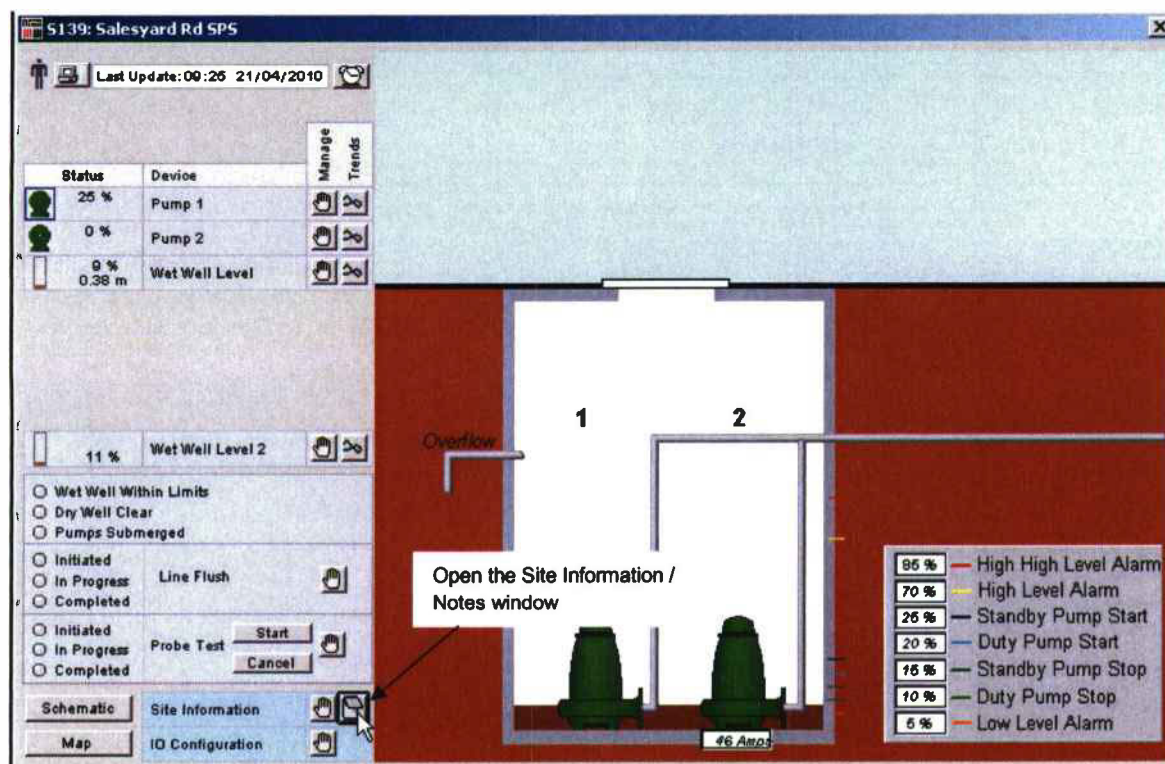 S139: Salesyard Rd SPS
Last Update: 09:26 21/04/2010
Manage
Trends
Status Device
25 % Pump 1
0 % Pump 2
9 %
0.38 m Wet Well Level
11 % Wet Well Level 2
Wet Well Within Limits
Dry Well Clear
Pumps Submerged
Initiated
In Progress
Completed
Line Flush
Initiated
In Progress
Completed
Probe Test
Start
Cancel
Schematic
Site Information
Map
IO Configuration
Overflow
1
2
Open the Site Information /
Notes window
46 Amps
95 % High High Level Alarm
70 % High Level Alarm
25 % Standby Pump Start
20 % Duty Pump Start
15 % Standby Pump Stop
10 % Duty Pump Stop
5 % Low Level Alarm